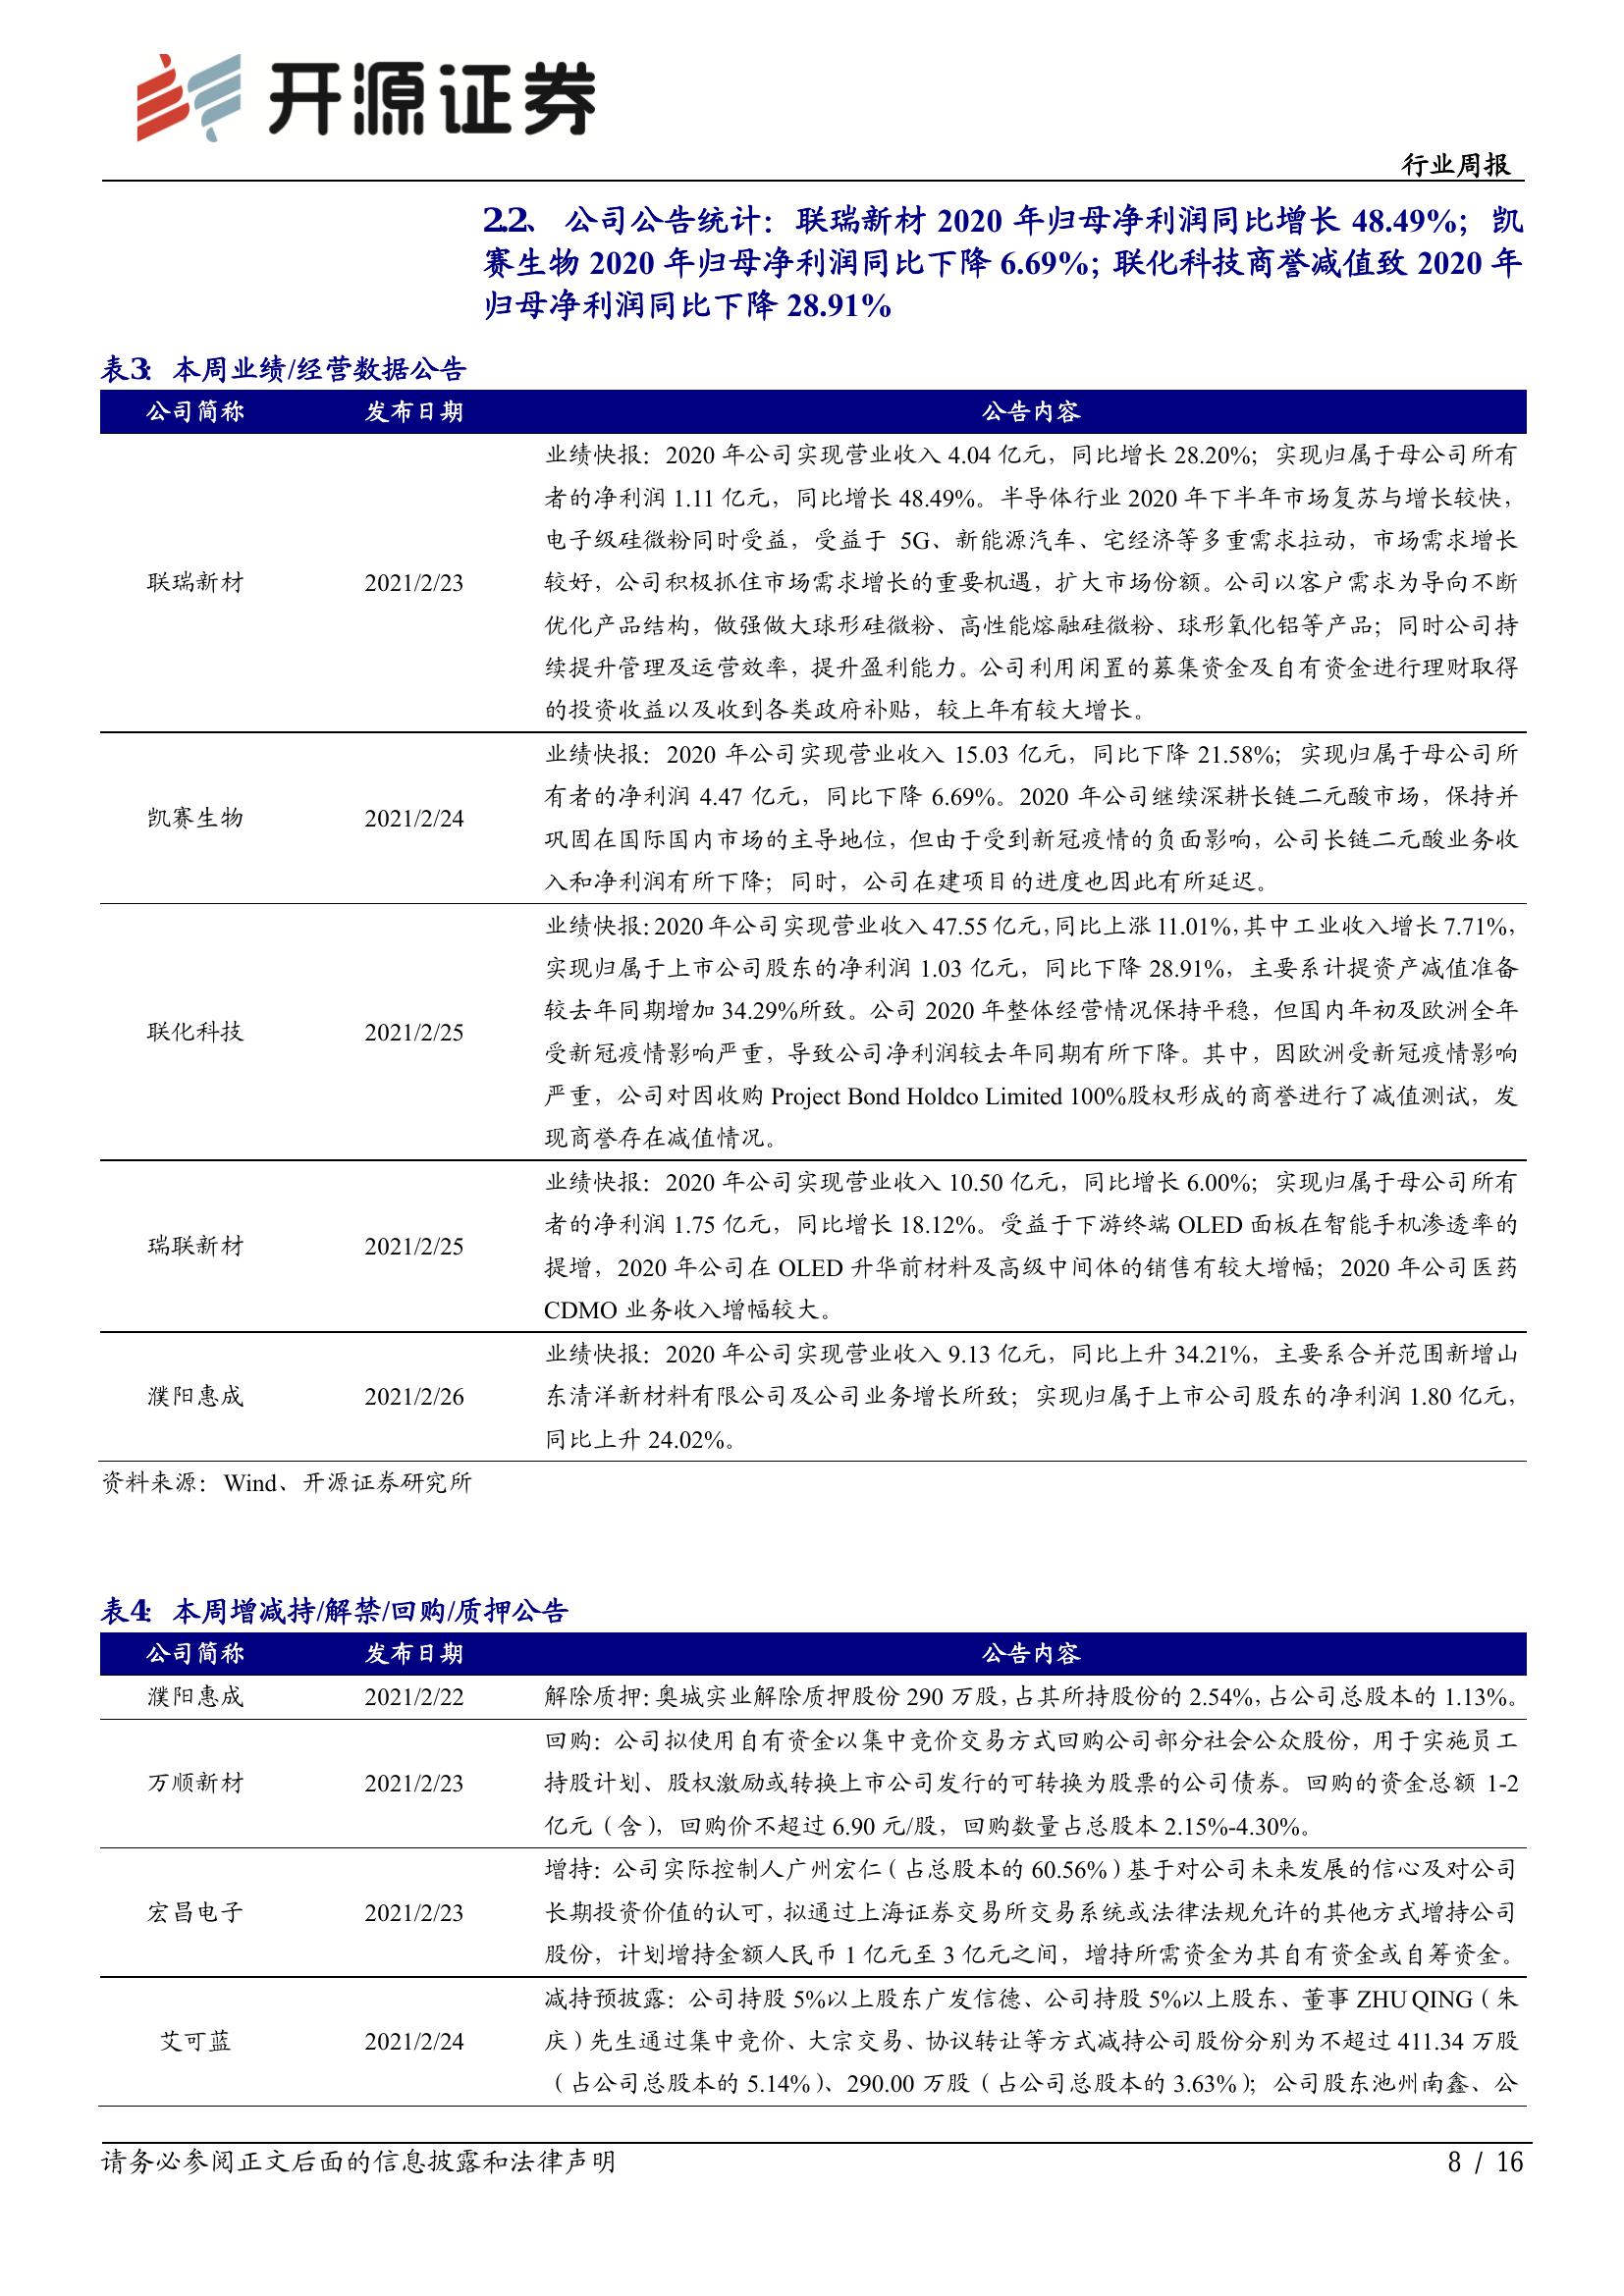 开源证券
行业周报
2.2、 公司公告统计：联瑞新材 2020 年归母净利润同比增长 48.49%；凯
赛生物 2020 年归母净利润同比下降 6.69%；联化科技商誉减值致 2020 年
归母净利润同比下降 28.91%
表3： 本周业绩/经营数据公告
公司简称 发布日期 公告内容
业绩快报：2020 年公司实现营业收入 4.04 亿元，同比增长 28.20%；实现归属于母公司所有
者的净利润 1.11 亿元，同比增长 48.49%。半导体行业 2020 年下半年市场复苏与增长较快，
电子级硅微粉同时受益，受益于 5G、新能源汽车、宅经济等多重需求拉动，市场需求增长
联瑞新材 2021/2/23 较好，公司积极抓住市场需求增长的重要机遇，扩大市场份额。公司以客户需求为导向不断
优化产品结构，做强做大球形硅微粉、高性能熔融硅微粉、球形氧化铝等产品；同时公司持
续提升管理及运营效率，提升盈利能力。公司利用闲置的募集资金及自有资金进行理财取得
的投资收益以及收到各类政府补贴，较上年有较大增长。
业绩快报：2020 年公司实现营业收入 15.03 亿元，同比下降 21.58%；实现归属于母公司所
有者的净利润 4.47 亿元，同比下降 6.69%。2020 年公司继续深耕长链二元酸市场，保持并
凯赛生物 2021/2/24
巩固在国际国内市场的主导地位，但由于受到新冠疫情的负面影响，公司长链二元酸业务收
入和净利润有所下降；同时，公司在建项目的进度也因此有所延迟。
业绩快报：2020 年公司实现营业收入 47.55 亿元，同比上涨 11.01%，其中工业收入增长 7.71%，
实现归属于上市公司股东的净利润 1.03 亿元，同比下降 28.91%，主要系计提资产减值准备
较去年同期增加 34.29%所致。公司 2020 年整体经营情况保持平稳，但国内年初及欧洲全年
联化科技 2021/2/25
受新冠疫情影响严重，导致公司净利润较去年同期有所下降。其中，因欧洲受新冠疫情影响
严重，公司对因收购 Project Bond Holdco Limited 100%股权形成的商誉进行了减值测试，发
现商誉存在减值情况。
业绩快报：2020 年公司实现营业收入 10.50 亿元，同比增长 6.00%；实现归属于母公司所有
者的净利润 1.75 亿元，同比增长 18.12%。受益于下游终端 OLED 面板在智能手机渗透率的
瑞联新材 2021/2/25
提增，2020 年公司在 OLED 升华前材料及高级中间体的销售有较大增幅；2020 年公司医药
CDMO 业务收入增幅较大。
业绩快报：2020 年公司实现营业收入 9.13 亿元，同比上升 34.21%，主要系合并范围新增山
濮阳惠成 2021/2/26 东清洋新材料有限公司及公司业务增长所致；实现归属于上市公司股东的净利润 1.80 亿元，
同比上升 24.02%。
资料来源：Wind、开源证券研究所
表4： 本周增减持/解禁/回购/质押公告
公司简称 发布日期 公告内容
濮阳惠成 2021/2/22 解除质押：奥城实业解除质押股份 290 万股，占其所持股份的 2.54%，占公司总股本的 1.13%。
回购：公司拟使用自有资金以集中竞价交易方式回购公司部分社会公众股份，用于实施员工
万顺新材 2021/2/23 持股计划、股权激励或转换上市公司发行的可转换为股票的公司债券。回购的资金总额 1-2
亿元（含），回购价不超过 6.90 元/股，回购数量占总股本 2.15%-4.30%。
增持：公司实际控制人广州宏仁（占总股本的 60.56%）基于对公司未来发展的信心及对公司
宏昌电子 2021/2/23 长期投资价值的认可，拟通过上海证券交易所交易系统或法律法规允许的其他方式增持公司
股份，计划增持金额人民币 1 亿元至 3 亿元之间，增持所需资金为其自有资金或自筹资金。
减持预披露：公司持股 5%以上股东广发信德、公司持股 5%以上股东、董事 ZHU QING（朱
艾可蓝 2021/2/24 庆）先生通过集中竞价、大宗交易、协议转让等方式减持公司股份分别为不超过 411.34 万股
（占公司总股本的 5.14%）、290.00 万股（占公司总股本的 3.63%）；公司股东池州南鑫、公
请务必参阅正文后面的信息披露和法律声明 8 / 16